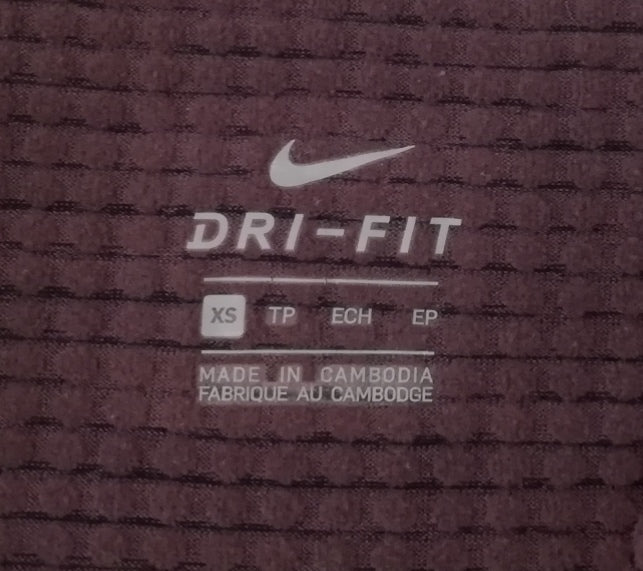 DRI-FIT
XS TP ECH EP
MADE IN CAMBODIA
FABRIQUE AU CAMBODGE